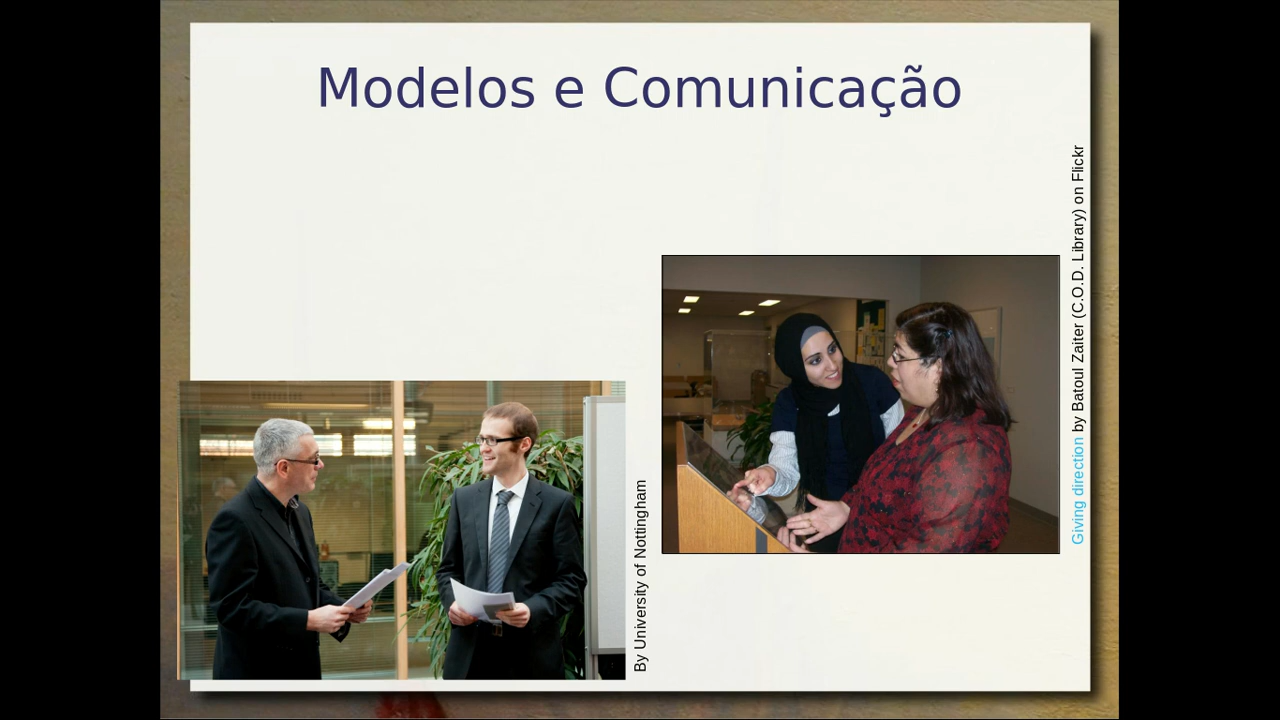 Modelos e Comunicação
Giving direction by Batoul Zaiter (C.O.D. Library) on Flickr
By University of Nottingham